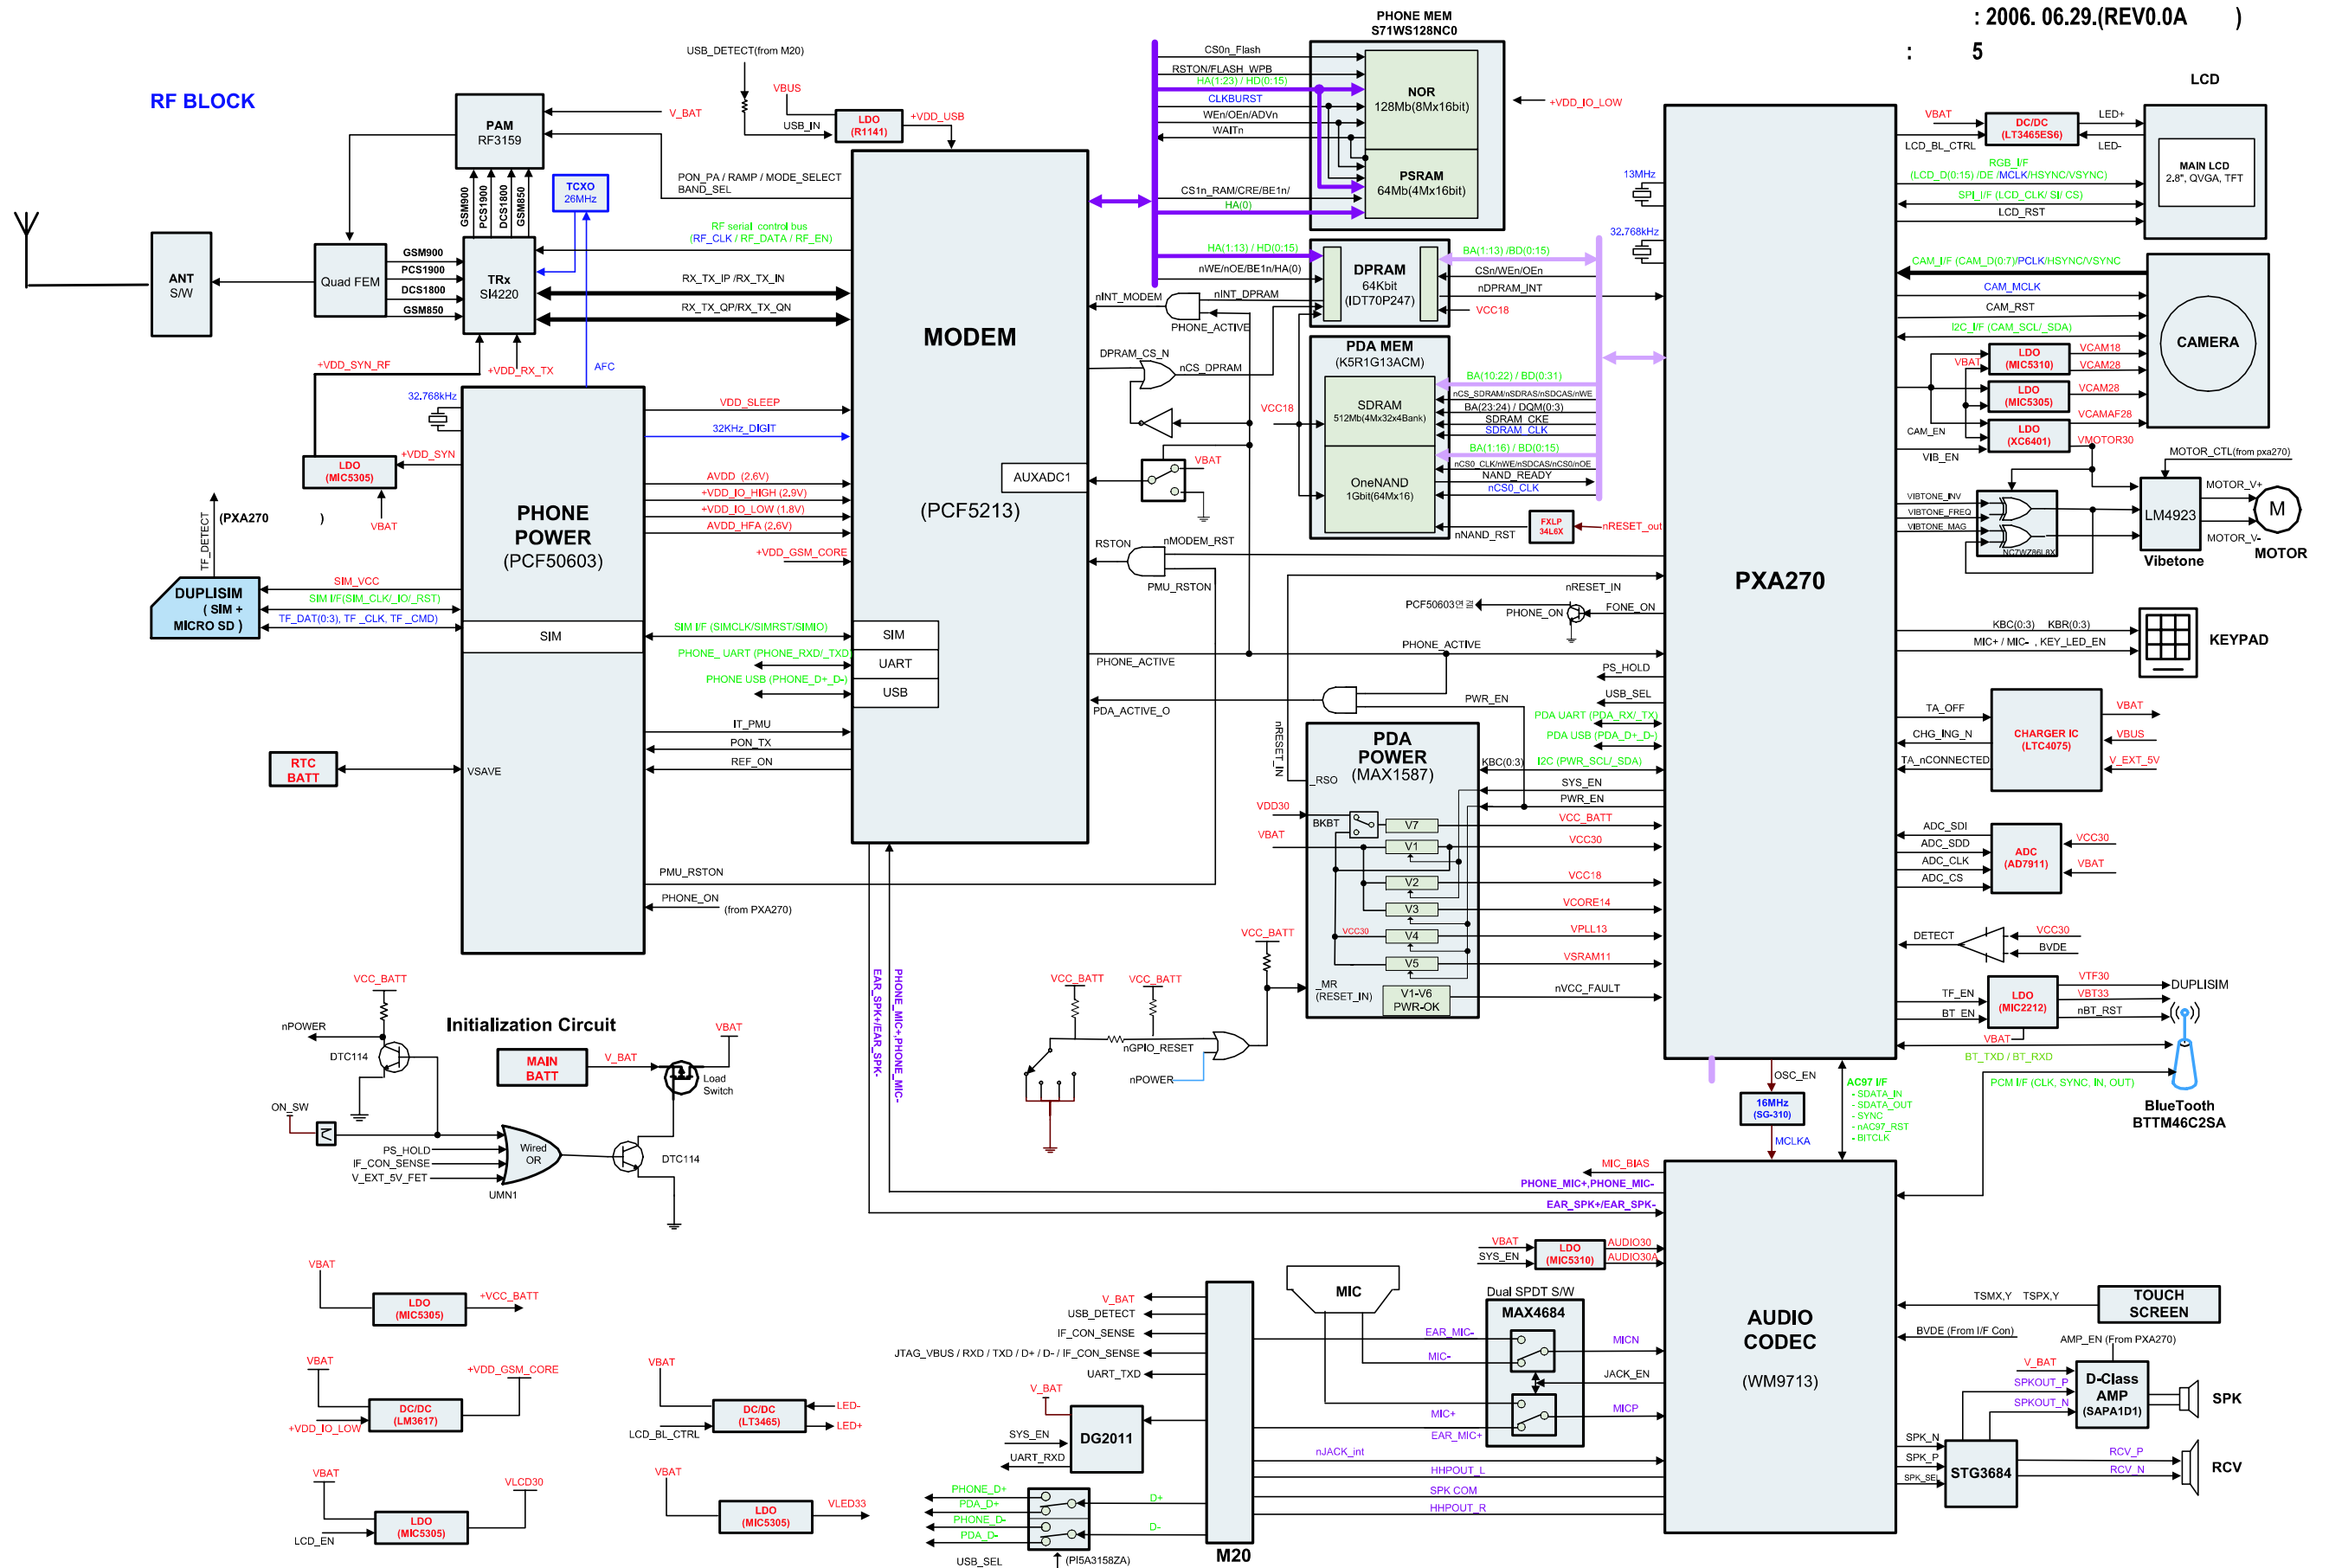 : 2006. 06.29.(REV0.0A )
: 5
RF BLOCK
USB_DETECT(from M20)
VBUS
USB_IN
LDO
(R1141)
+VDD_USB
PAM
RF3159
V_BAT
PON_PA / RAMP / MODE_SELECT
BAND_SEL
TCXO
26MHz
GSM900
PCS1900
DCS1800
GSM850
RF serial control bus
(RF_CLK / RF_DATA / RF_EN)
ANT
S/W
Quad FEM
GSM900
PCS1900
DCS1800
GSM850
TRx
SI4220
RX_TX_IP /RX_TX_IN
RX_TX_QP/RX_TX_QN
+VDD_SYN_RF
+VDD_RX_TX
AFC
MODEM
(PCF5213)
AUXADC1
SIM
UART
USB
32.768kHz
PHONE
POWER
(PCF50603)
SIM
VSAVE
VDD_SLEEP
32KHz_DIGIT
AVDD (2.6V)
+VDD_IO_HIGH (2.9V)
+VDD_IO_LOW (1.8V)
AVDD_HFA (2.6V)
+VDD_GSM_CORE
LDO
(MIC5305)
+VDD_SYN
VBAT
TF_DETECT
(PXA270 )
DUPLISIM
( SIM +
MICRO SD )
SIM_VCC
SIM I/F(SIM_CLK/_IO/_RST)
TF_DAT(0:3), TF _CLK, TF _CMD)
SIM I/F (SIMCLK/SIMRST/SIMIO)
PHONE_ UART (PHONE_RXD/_TXD)
PHONE USB (PHONE_D+_D-)
IT_PMU
PON_TX
REF_ON
RTC
BATT
PMU_RSTON
PHONE_ON
(from PXA270)
PHONE MEM
S71WS128NC0
NOR
128Mb(8Mx16bit)
PSRAM
64Mb(4Mx16bit)
CS0n_Flash
RSTON/FLASH_WPB
HA(1:23) / HD(0:15)
CLKBURST
WEn/OEn/ADVn
WAITn
CS1n_RAM/CRE/BE1n/
HA(0)
+VDD_IO_LOW
HA(1:13) / HD(0:15)
nWE/nOE/BE1n/HA(0)
DPRAM
64Kbit
(IDT70P247)
BA(1:13) /BD(0:15)
CSn/WEn/OEn
nDPRAM_INT
VCC18
nINT_MODEM
nINT_DPRAM
PHONE_ACTIVE
DPRAM_CS_N
nCS_DPRAM
VCC18
VBAT
PDA MEM
(K5R1G13ACM)
SDRAM
512Mb(4Mx32x4Bank)
OneNAND
1Gbit(64Mx16)
BA(10:22) / BD(0:31)
nCS_SDRAM/nSDRAS/nSDCAS/nWE
BA(23:24) / DQM(0:3)
SDRAM_CKE
SDRAM_CLK
BA(1:16) / BD(0:15)
nCS0_CLK/nWE/nSDCAS/nCS0/nOE
NAND_READY
nCS0_CLK
FXLP
34L6X
nRESET_out
nNAND_RST
RSTON
nMODEM_RST
PMU_RSTON
nRESET_IN
PCF50603연결
PHONE_ON
FONE_ON
PHONE_ACTIVE
PHONE_ACTIVE
PS_HOLD
USB_SEL
PWR_EN
PDA_ACTIVE_O
PDA UART (PDA_RX/_TX)
PDA USB (PDA_D+_D-)
nRESET_IN
PDA
POWER
(MAX1587)
_RSO
KBC(0:3)
I2C (PWR_SCL/_SDA)
SYS_EN
PWR_EN
VDD30
VBAT
BKBT
V7
V1
V2
V3
VCC30
V4
V5
V1-V6
PWR-OK
_MR
(RESET_IN)
VCC_BATT
VCC30
VCC18
VCORE14
VPLL13
VSRAM11
nVCC_FAULT
VCC_BATT
VCC_BATT
VCC_BATT
nGPIO_RESET
nPOWER
13MHz
32.768kHz
PXA270
LCD
VBAT
LCD_BL_CTRL
DC/DC
(LT3465ES6)
LED+
LED-
MAIN LCD
2.8", QVGA, TFT
RGB_I/F
(LCD_D(0:15) /DE /MCLK/HSYNC/VSYNC)
SPI_I/F (LCD_CLK/ SI/ CS)
LCD_RST
CAM_I/F (CAM_D(0:7)/PCLK/HSYNC/VSYNC
CAM_MCLK
CAM_RST
I2C_I/F (CAM_SCL/_SDA)
CAMERA
LDO
(MIC5310)
VBAT
VCAM18
VCAM28
LDO
(MIC5305)
VCAM28
VCAMAF28
LDO
(XC6401)
CAM_EN
VMOTOR30
VIB_EN
MOTOR_CTL(from pxa270)
VIBTONE_INV
VIBTONE_FREQ
VIBTONE_MAG
NC7WZ86L8X
LM4923
Vibetone
MOTOR_V+
MOTOR_V-
M
MOTOR
KBC(0:3) KBR(0:3)
MIC+ / MIC- , KEY_LED_EN
KEYPAD
TA_OFF
CHG_ING_N
TA_nCONNECTED
CHARGER IC
(LTC4075)
VBAT
VBUS
V_EXT_5V
ADC_SDI
ADC_SDD
ADC_CLK
ADC_CS
ADC
(AD7911)
VCC30
VBAT
DETECT
VCC30
BVDE
TF_EN
BT_EN
LDO
(MIC2212)
VBAT
VTF30
VBT33
nBT_RST
DUPLISIM
BT_TXD / BT_RXD
PCM I/F (CLK, SYNC, IN, OUT)
BlueTooth
BTTM46C2SA
OSC_EN
16MHz
(SG-310)
MCLKA
AC97 I/F
- SDATA_IN
- SDATA_OUT
- SYNC
- nAC97_RST
- BITCLK
EAR_SPK+/EAR_SPK-
PHONE_MIC+,PHONE_MIC-
Initialization Circuit
VCC_BATT
nPOWER
DTC114
ON_SW
MAIN
BATT
V_BAT
VBAT
Load
Switch
PS_HOLD
IF_CON_SENSE
V_EXT_5V_FET
Wired
OR
UMN1
DTC114
MIC_BIAS
PHONE_MIC+,PHONE_MIC-
EAR_SPK+/EAR_SPK-
VBAT
SYS_EN
LDO
(MIC5310)
AUDIO30
AUDIO30A
AUDIO
CODEC
(WM9713)
MIC
Dual SPDT S/W
MAX4684
EAR_MIC-
MIC-
MIC+
EAR_MIC+
MICN
JACK_EN
MICP
nJACK_int
HHPOUT_L
SPK COM
HHPOUT_R
V_BAT
USB_DETECT
IF_CON_SENSE
JTAG_VBUS / RXD / TXD / D+ / D- / IF_CON_SENSE
UART_TXD
V_BAT
SYS_EN
UART_RXD
DG2011
PHONE_D+
PDA_D+
PHONE_D-
PDA_D-
USB_SEL
(PI5A3158ZA)
D+
D-
M20
TSMX,Y TSPX,Y
TOUCH
SCREEN
BVDE (From I/F Con)
AMP_EN (From PXA270)
V_BAT
SPKOUT_P
SPKOUT_N
D-Class
AMP
(SAPA1D1)
SPK
SPK_N
SPK_P
SPK_SEL
STG3684
RCV_P
RCV_N
RCV
VBAT
LDO
(MIC5305)
+VCC_BATT
VBAT
+VDD_IO_LOW
DC/DC
(LM3617)
+VDD_GSM_CORE
VBAT
LCD_BL_CTRL
DC/DC
(LT3465)
LED-
LED+
VBAT
LCD_EN
LDO
(MIC5305)
VLCD30
VBAT
LDO
(MIC5305)
VLED33